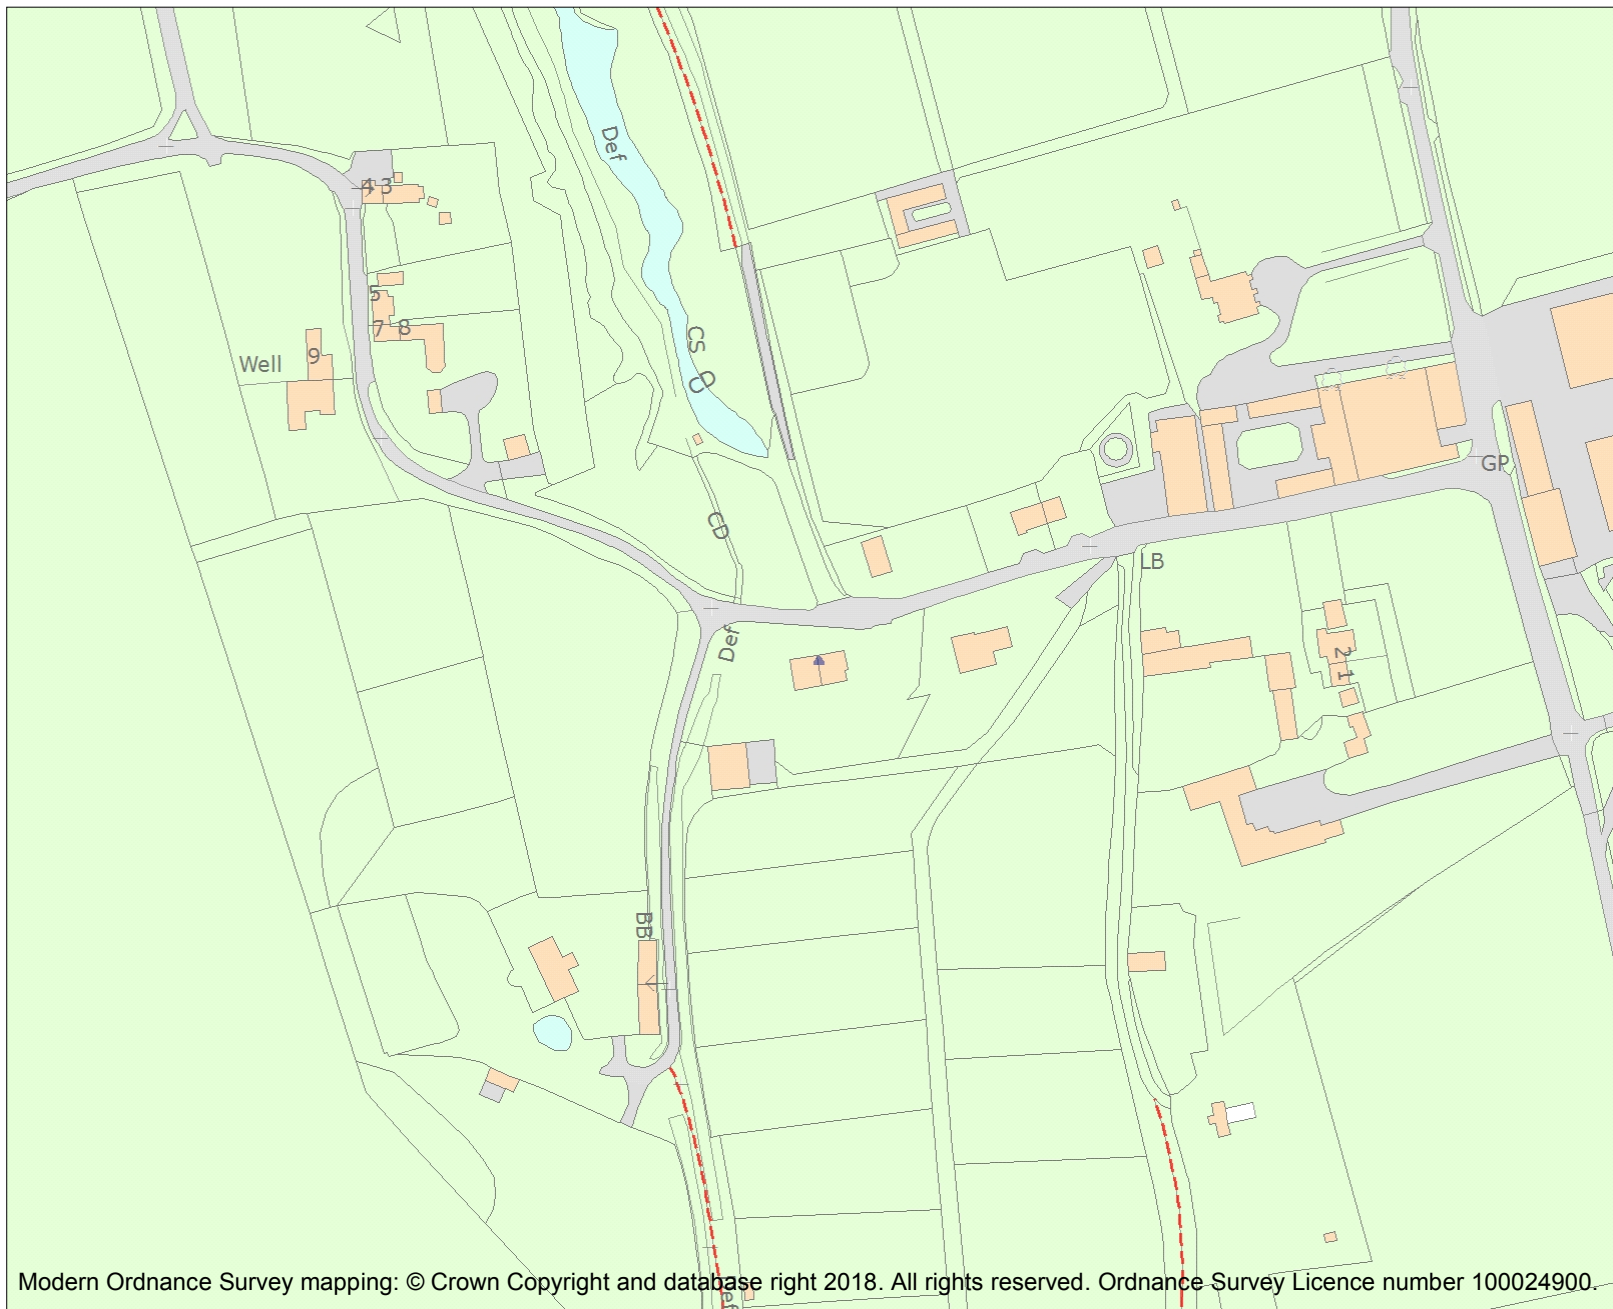 Def
4 3
5
7 8
Well
9
CS
CD
GP
CD
LB
Def
2
1
BB
Def
Modern Ordnance Survey mapping: © Crown Copyright and database right 2018. All rights reserved. Ordnance Survey Licence number 100024900.